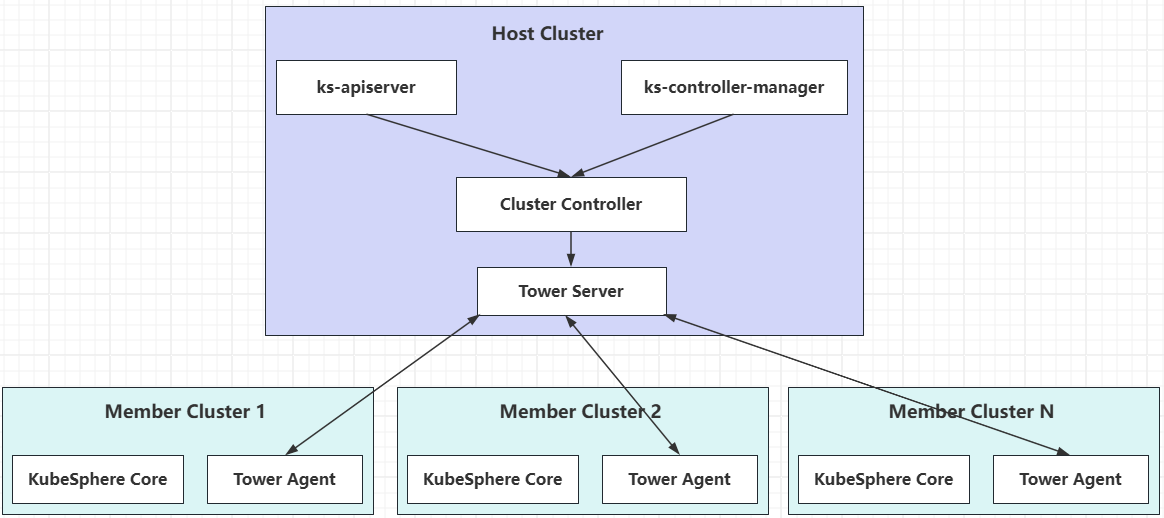 Host Cluster
ks-apiserver
ks-controller-manager
Cluster Controller
Tower Server
Member Cluster 1
KubeSphere Core
Tower Agent
Member Cluster 2
KubeSphere Core
Tower Agent
Member Cluster N
KubeSphere Core
Tower Agent